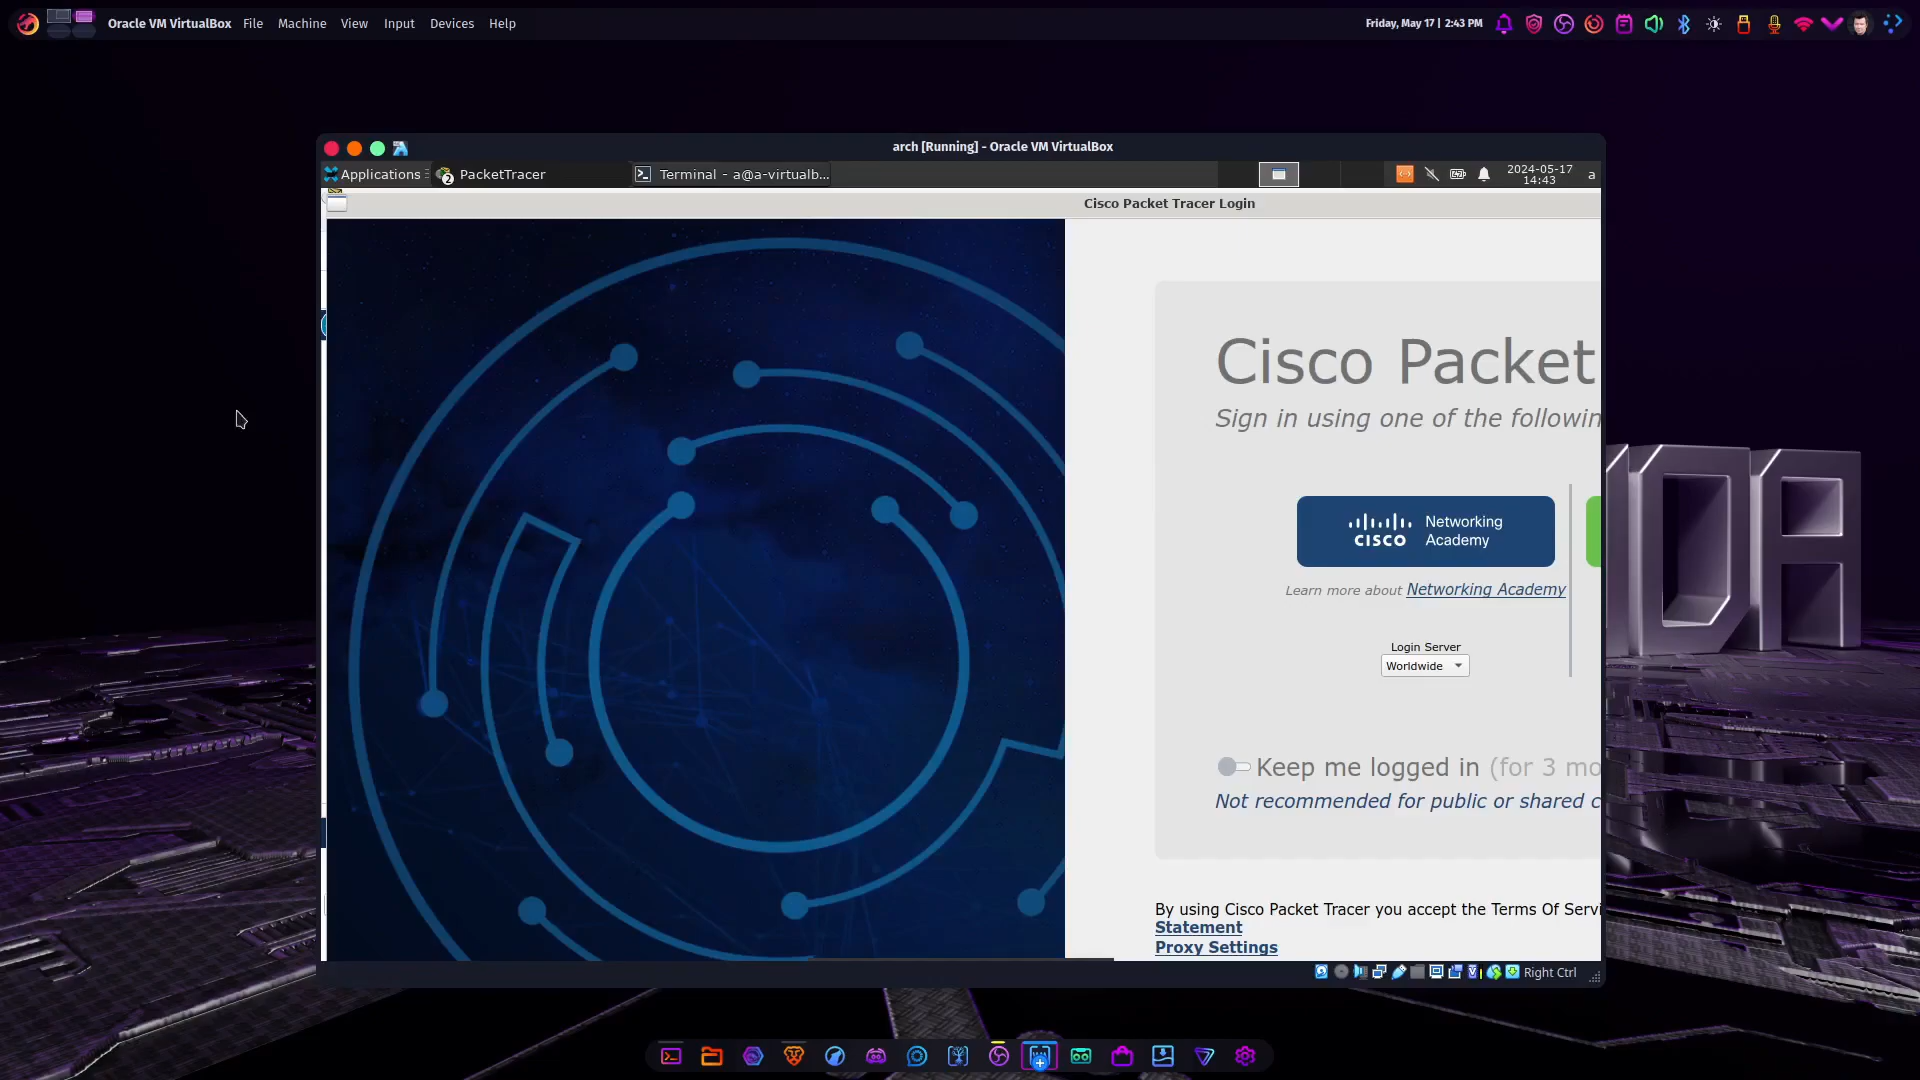 Oracle VM VirtualBox File Machine View Input Devices Help
Friday, May 17 | 2:43 PM
arch [Running] - Oracle VM VirtualBox
Applications 2 PacketTracer Terminal - a@a-virtualb...
2024-05-17
14:43
a
Cisco Packet Tracer Login
Cisco Packet
Sign in using one of the followin
CISCO Networking
Academy
Learn more about Networking Academy
Login Server
Worldwide
Keep me logged in (for 3 mo
Not recommended for public or shared c
By using Cisco Packet Tracer you accept the Terms Of Servi
Statement
Proxy Settings
Right Ctrl